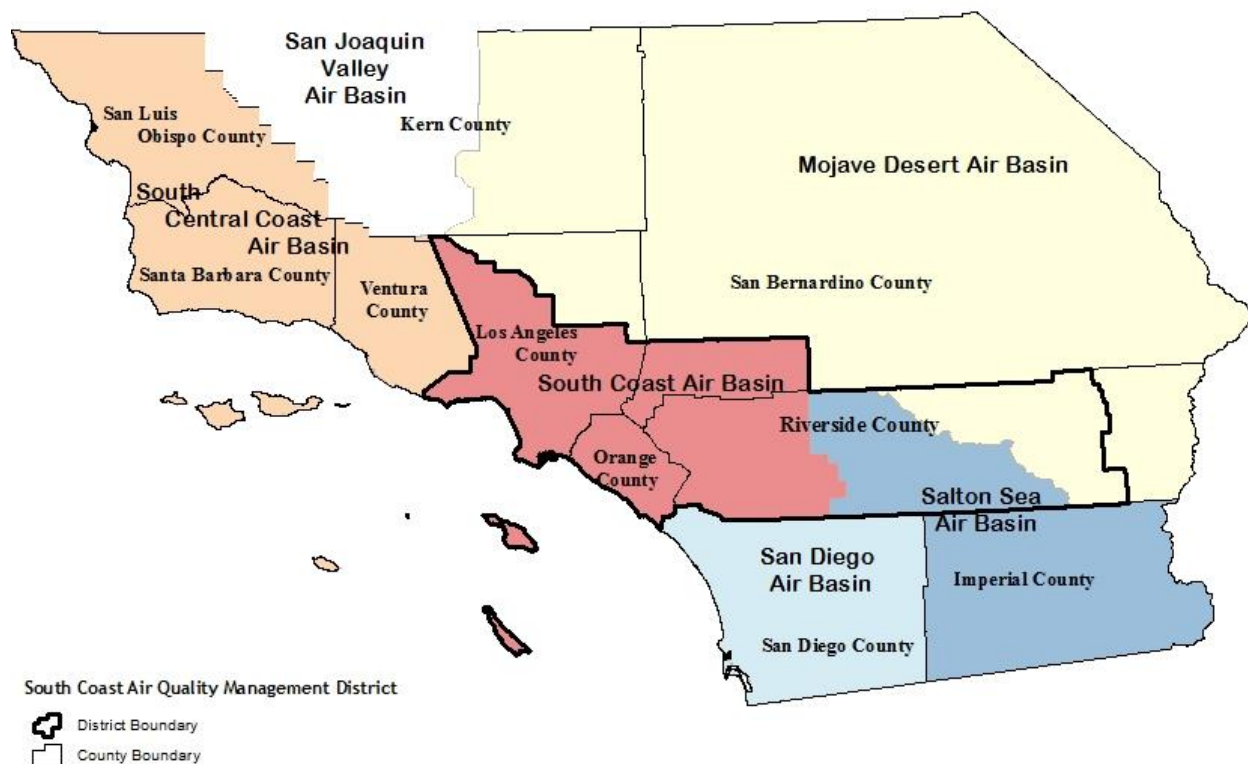 San Joaquin
Valley
Air Basin
San Luis
Obispo County
Kern County
Mojave Desert Air Basin
South
Central Coast
Air Basin
Santa Barbara County
Ventura
County
San Bernardino County
Los Angeles
County
South Coast Air Basin
Riverside County
Orange
County
Salton Sea
Air Basin
San Diego
Air Basin
Imperial County
San Diego County
South Coast Air Quality Management District
District Boundary
County Boundary